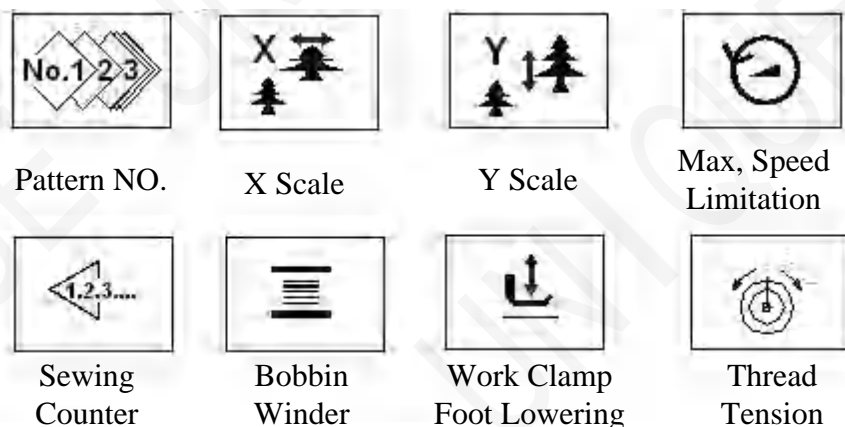 No.1 2 3
X
Y
Pattern NO.
X Scale
Y Scale
Max, Speed
Limitation
1.2.3....
Sewing
Counter
Bobbin
Winder
Work Clamp
Foot Lowering
Thread
Tension